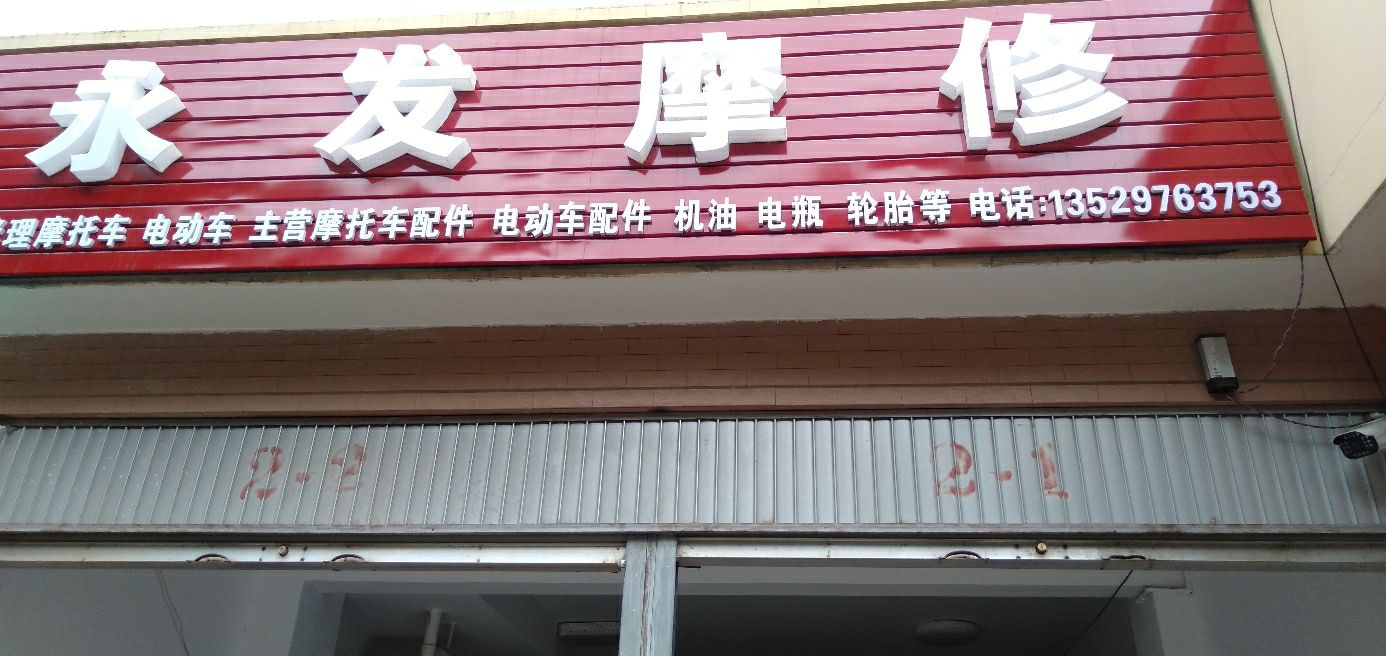 永发摩修
理摩托车 电动车 主营摩托车配件 电动车配件 机油 电瓶 轮胎等 电话:13529763753
2-2 2-1